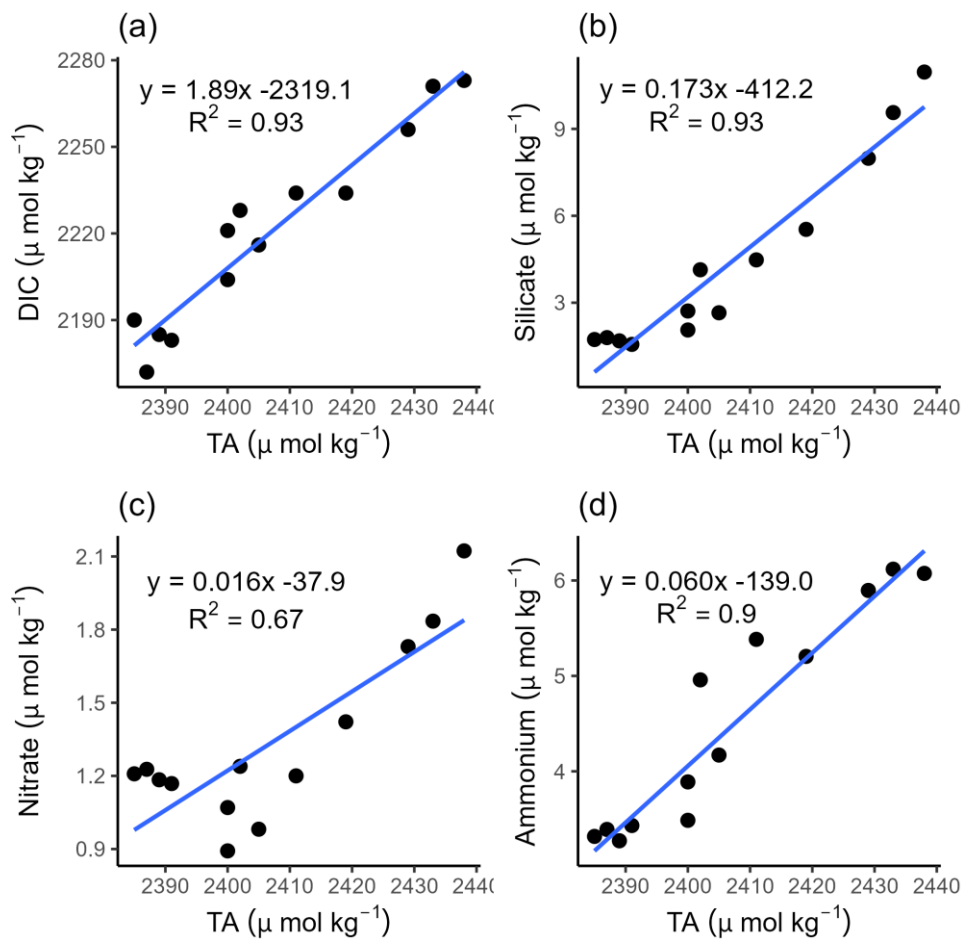 (a)
y = 1.89x -2319.1
R² = 0.93
2280
2250
2220
2190
DIC (μ mol kg⁻¹)
2390 2400 2410 2420 2430 244
TA (μ mol kg⁻¹)
(b)
y = 0.173x -412.2
R² = 0.93
9
6
3
Silicate (μ mol kg⁻¹)
2390 2400 2410 2420 2430 2440
TA (μ mol kg⁻¹)
(c)
y = 0.016x -37.9
R² = 0.67
2.1
1.8
1.5
1.2
0.9
Nitrate (μ mol kg⁻¹)
2390 2400 2410 2420 2430 244
TA (μ mol kg⁻¹)
(d)
y = 0.060x -139.0
R² = 0.9
6
5
4
Ammonium (μ mol kg⁻¹)
2390 2400 2410 2420 2430 2440
TA (μ mol kg⁻¹)